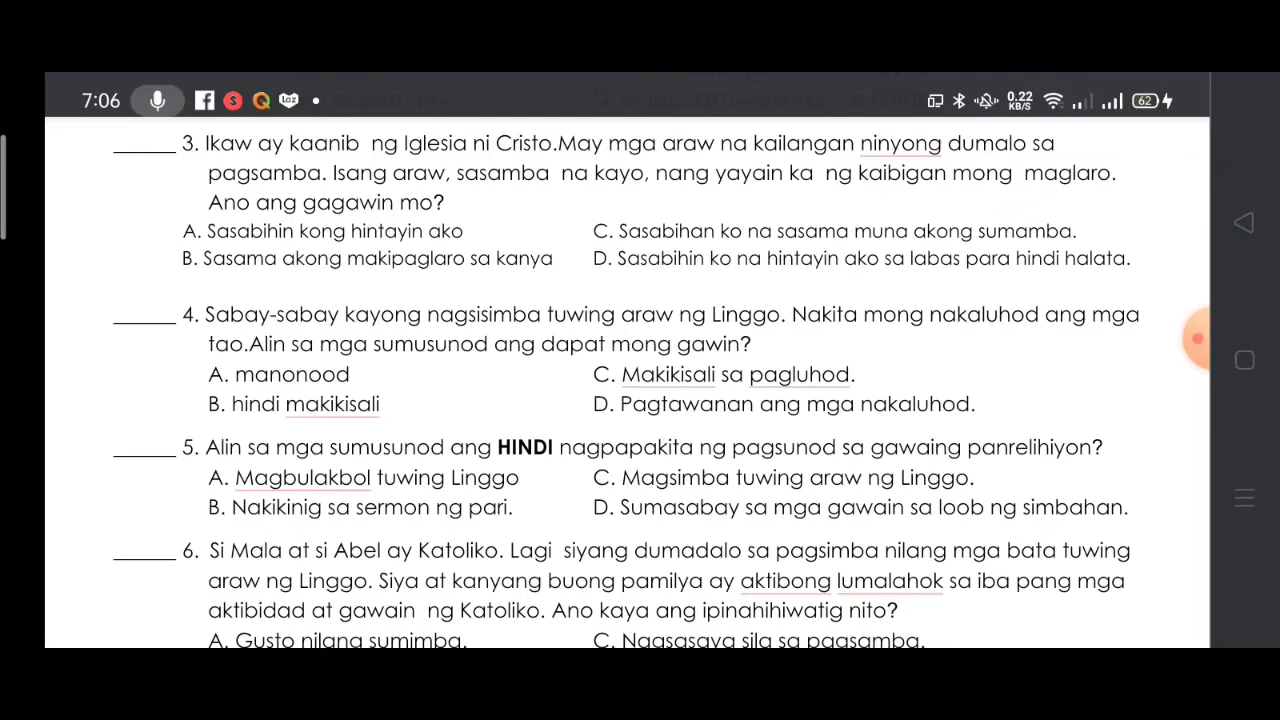 7:06 Laz 0.22 KB/S 62
3. Ikaw ay kaanib ng Iglesia ni Cristo.May mga araw na kailangan ninyong dumalo sa
pagsamba. Isang araw, sasamba na kayo, nang yayain ka ng kaibigan mong maglaro.
Ano ang gagawin mo?
A. Sasabihin kong hintayin ako C. Sasabihan ko na sasama muna akong sumamba.
B. Sasama akong makipaglaro sa kanya D. Sasabihin ko na hintayin ako sa labas para hindi halata.
4. Sabay-sabay kayong nagsisimba tuwing araw ng Linggo. Nakita mong nakaluhod ang mga
tao.Alin sa mga sumusunod ang dapat mong gawin?
A. manonood C. Makikisali sa pagluhod.
B. hindi makikisali D. Pagtawanan ang mga nakaluhod.
5. Alin sa mga sumusunod ang HINDI nagpapakita ng pagsunod sa gawaing panrelihiyon?
A. Magbulakbol tuwing Linggo C. Magsimba tuwing araw ng Linggo.
B. Nakikinig sa sermon ng pari. D. Sumasabay sa mga gawain sa loob ng simbahan.
6. Si Mala at si Abel ay Katoliko. Lagi siyang dumadalo sa pagsimba nilang mga bata tuwing
araw ng Linggo. Siya at kanyang buong pamilya ay aktibong lumalahok sa iba pang mga
aktibidad at gawain ng Katoliko. Ano kaya ang ipinahihiwatig nito?
A. Gusto nilang sumimba. C. Nagsasaya sila sa pagsamba.